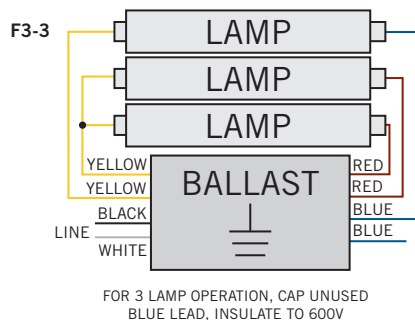 F3-3
LAMP
LAMP
LAMP
YELLOW
YELLOW
BLACK
LINE
WHITE
BALLAST
RED
RED
BLUE
BLUE
FOR 3 LAMP OPERATION, CAP UNUSED
BLUE LEAD, INSULATE TO 600V